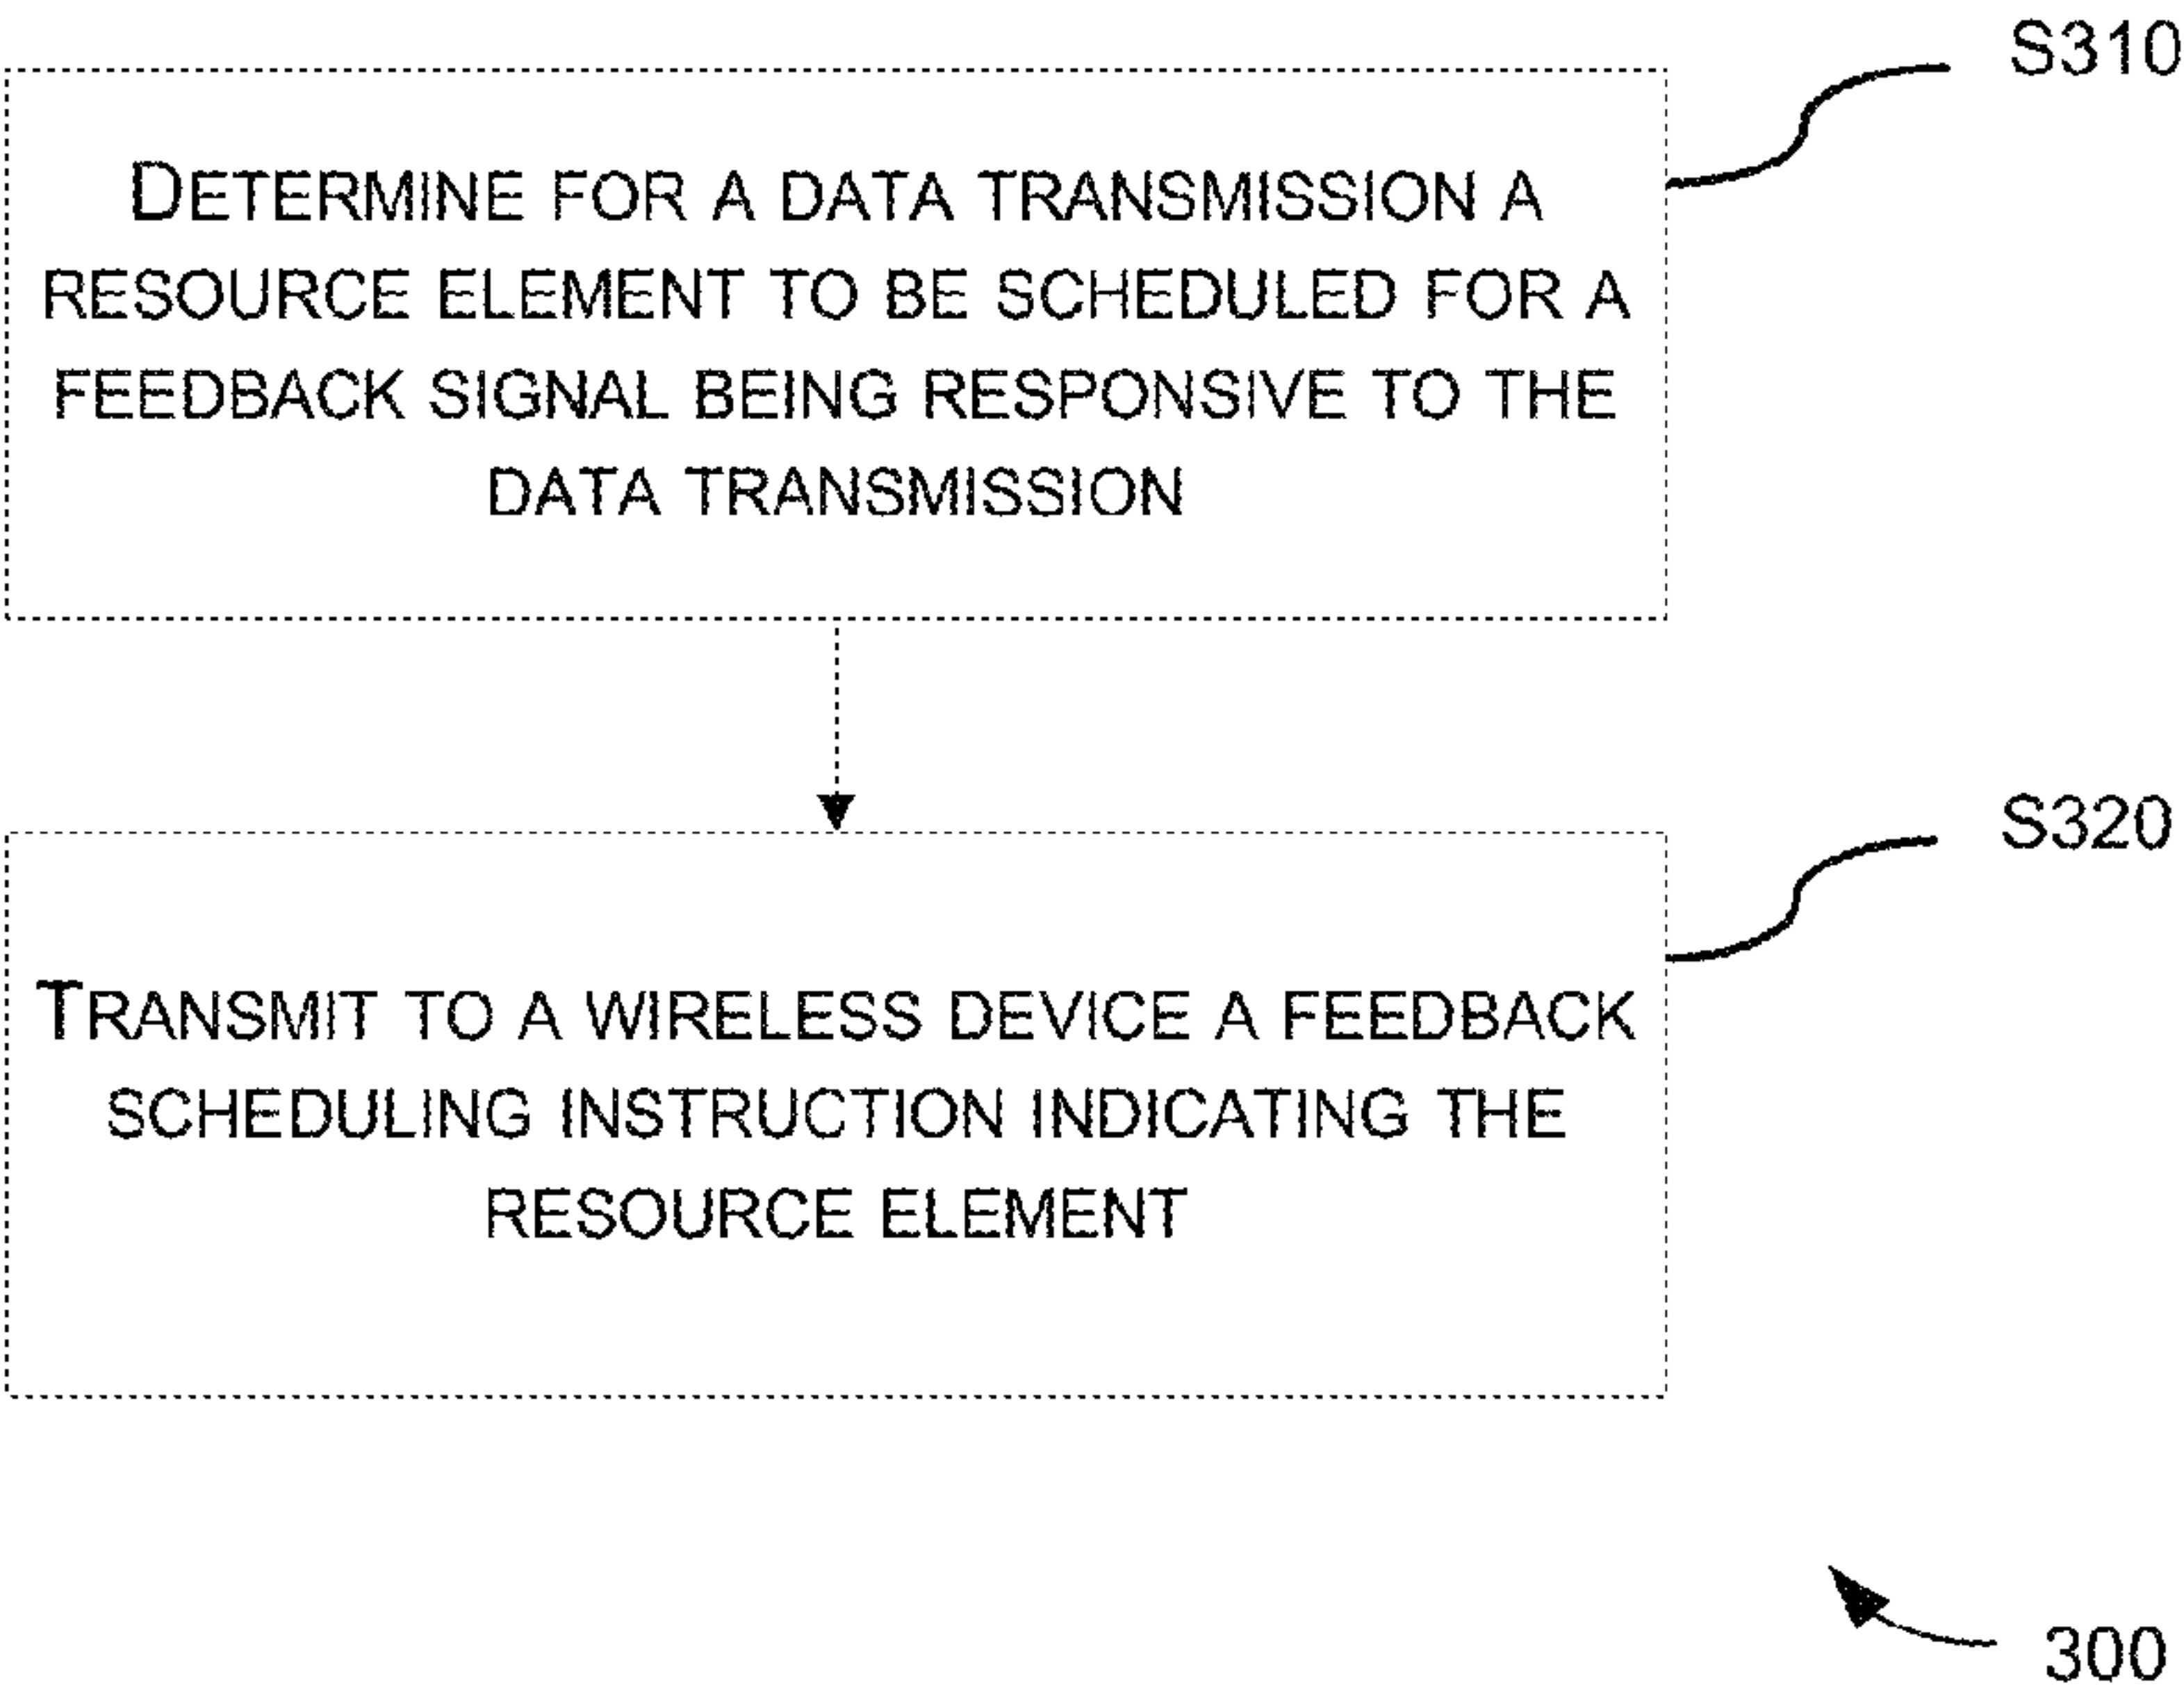 S310
DETERMINE FOR A DATA TRANSMISSION A
RESOURCE ELEMENT TO BE SCHEDULED FOR A
FEEDBACK SIGNAL BEING RESPONSIVE TO THE
DATA TRANSMISSION
S320
TRANSMIT TO A WIRELESS DEVICE A FEEDBACK
SCHEDULING INSTRUCTION INDICATING THE
RESOURCE ELEMENT
300